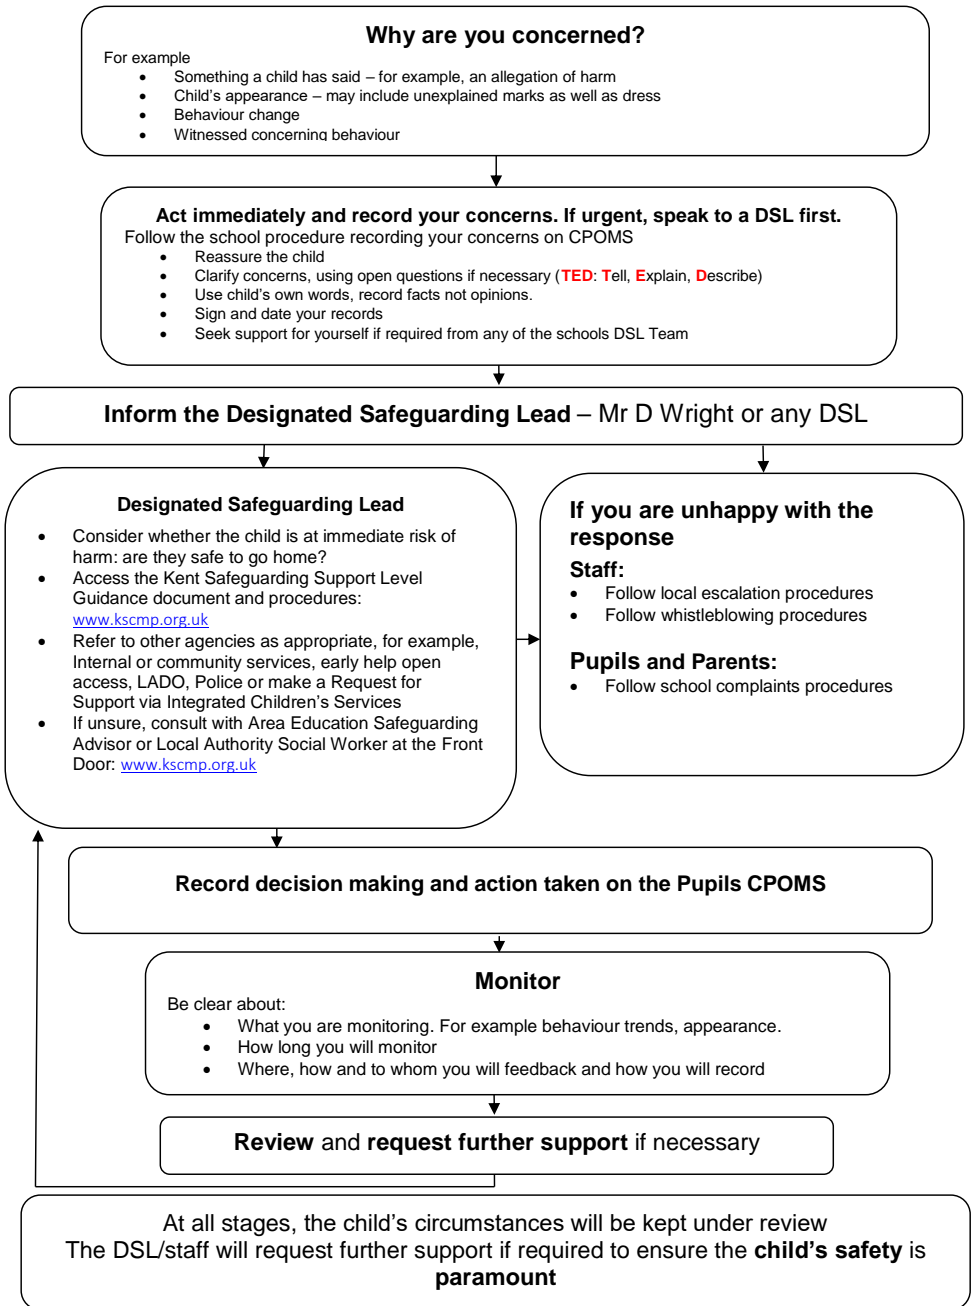 Why are you concerned?
For example
• Something a child has said – for example, an allegation of harm
• Child's appearance – may include unexplained marks as well as dress
• Behaviour change
• Witnessed concerning behaviour
Act immediately and record your concerns. If urgent, speak to a DSL first.
Follow the school procedure recording your concerns on CPOMS
• Reassure the child
• Clarify concerns, using open questions if necessary (TED: Tell, Explain, Describe)
• Use child's own words, record facts not opinions.
• Sign and date your records
• Seek support for yourself if required from any of the schools DSL Team
Inform the Designated Safeguarding Lead – Mr D Wright or any DSL
Designated Safeguarding Lead
• Consider whether the child is at immediate risk of
harm: are they safe to go home?
• Access the Kent Safeguarding Support Level
Guidance document and procedures:
www.kscmp.org.uk
• Refer to other agencies as appropriate, for example,
Internal or community services, early help open
access, LADO, Police or make a Request for
Support via Integrated Children's Services
• If unsure, consult with Area Education Safeguarding
Advisor or Local Authority Social Worker at the Front
Door: www.kscmp.org.uk
If you are unhappy with the
response
Staff:
• Follow local escalation procedures
• Follow whistleblowing procedures
Pupils and Parents:
• Follow school complaints procedures
Record decision making and action taken on the Pupils CPOMS
Monitor
Be clear about:
• What you are monitoring. For example behaviour trends, appearance.
• How long you will monitor
• Where, how and to whom you will feedback and how you will record
Review and request further support if necessary
At all stages, the child's circumstances will be kept under review
The DSL/staff will request further support if required to ensure the child's safety is
paramount